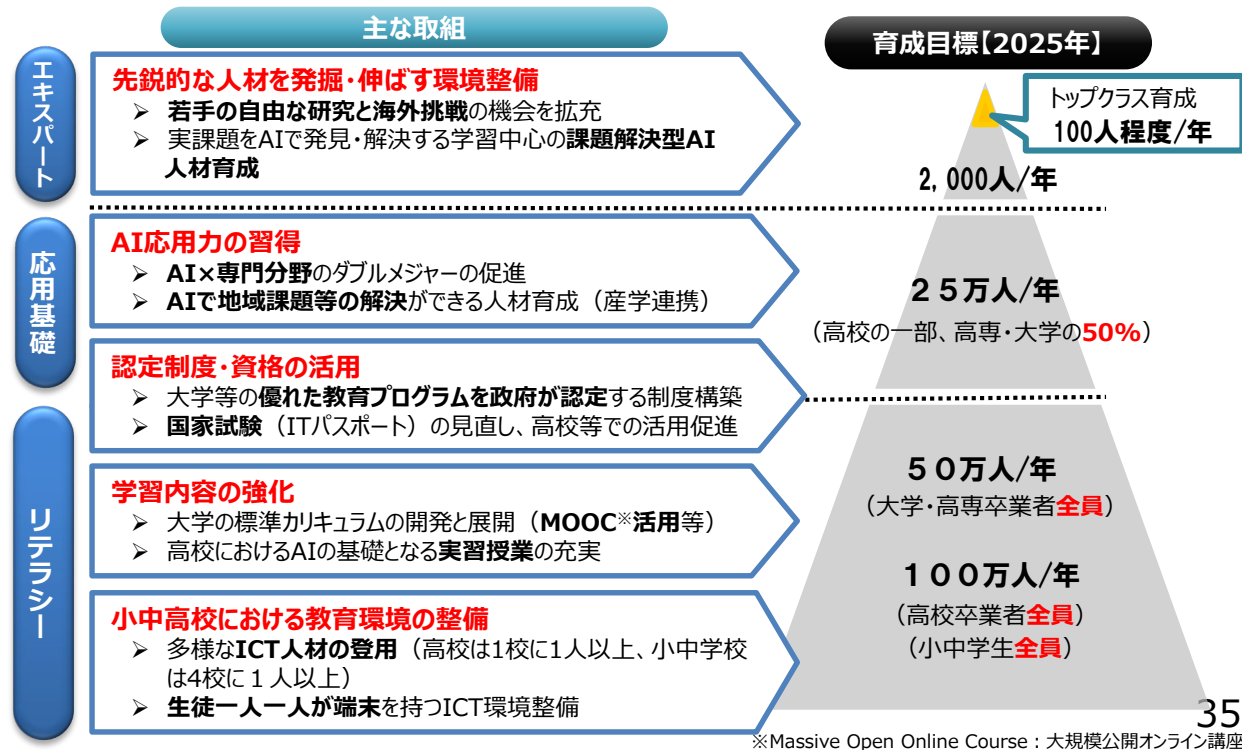 主な取組
育成目標【2025年】
エキスパート
先鋭的な人材を発掘・伸ばす環境整備
➢ 若手の自由な研究と海外挑戦の機会を拡充
➢ 実課題をAIで発見・解決する学習中心の課題解決型AI
人材育成
トップクラス育成
100人程度/年
2,000人/年
応用基礎
AI応用力の習得
➢ AI×専門分野のダブルメジャーの促進
➢ AIで地域課題等の解決ができる人材育成（産学連携）
２５万人/年
（高校の一部、高専・大学の50%）
認定制度・資格の活用
➢ 大学等の優れた教育プログラムを政府が認定する制度構築
➢ 国家試験（ITパスポート）の見直し、高校等での活用促進
リテラシー
学習内容の強化
➢ 大学の標準カリキュラムの開発と展開（MOOC※活用等）
➢ 高校におけるAIの基礎となる実習授業の充実
５０万人/年
（大学・高専卒業者全員）
１００万人/年
（高校卒業者全員）
（小中学生全員）
小中高校における教育環境の整備
➢ 多様なICT人材の登用（高校は1校に1人以上、小中学校
は4校に１人以上）
➢ 生徒一人一人が端末を持つICT環境整備
35
※Massive Open Online Course：大規模公開オンライン講座